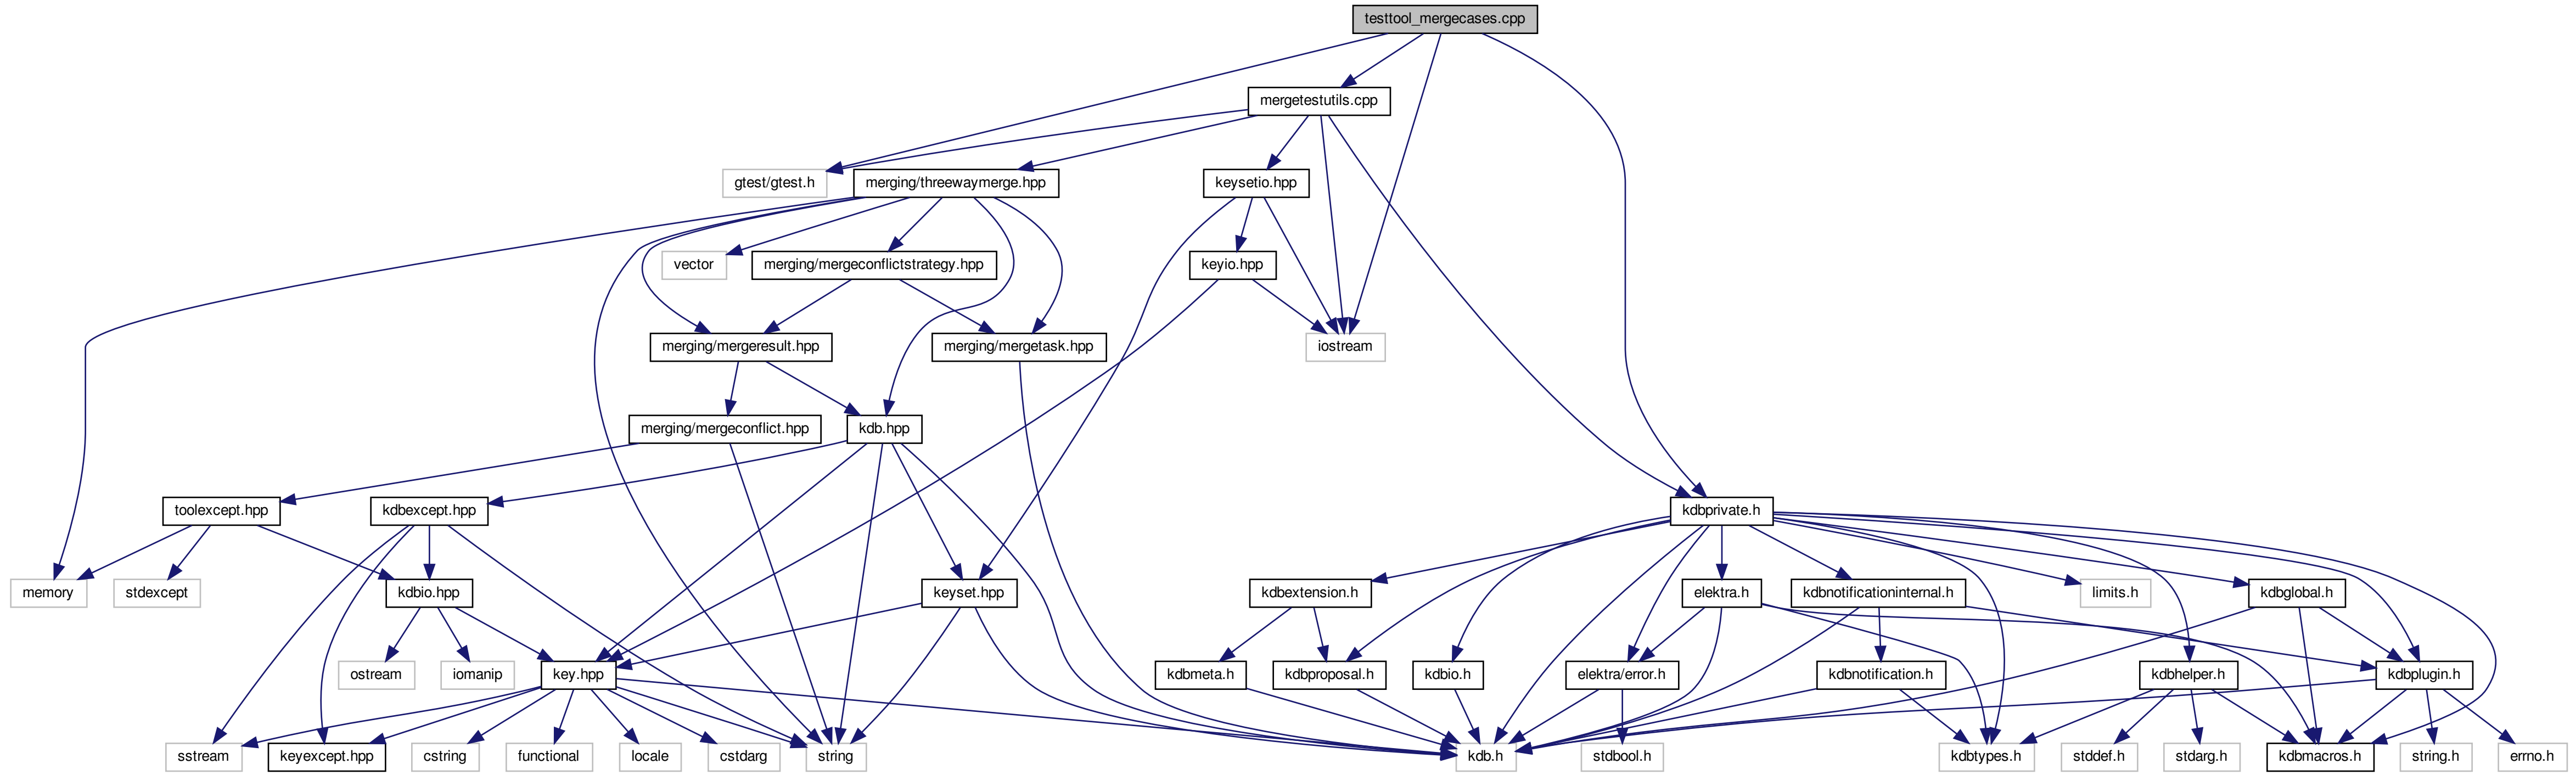 testtool_mergecases.cpp
mergetestutils.cpp
gtest/gtest.h
merging/threewaymerge.hpp
keysetio.hpp
vector
merging/mergeconflictstrategy.hpp
keyio.hpp
merging/mergeresult.hpp
merging/mergetask.hpp
iostream
merging/mergeconflict.hpp
kdb.hpp
toolexcept.hpp
kdbexcept.hpp
kdbprivate.h
memory
stdexcept
kdbio.hpp
keyset.hpp
kdbextension.h
elektra.h
kdbnotificationinternal.h
limits.h
kdbglobal.h
ostream
iomanip
key.hpp
kdbmeta.h
kdbproposal.h
kdbio.h
elektra/error.h
kdbnotification.h
kdbhelper.h
kdbplugin.h
sstream
keyexcept.hpp
cstring
functional
locale
cstdarg
string
kdb.h
stdbool.h
kdbtypes.h
stddef.h
stdarg.h
kdbmacros.h
string.h
errno.h